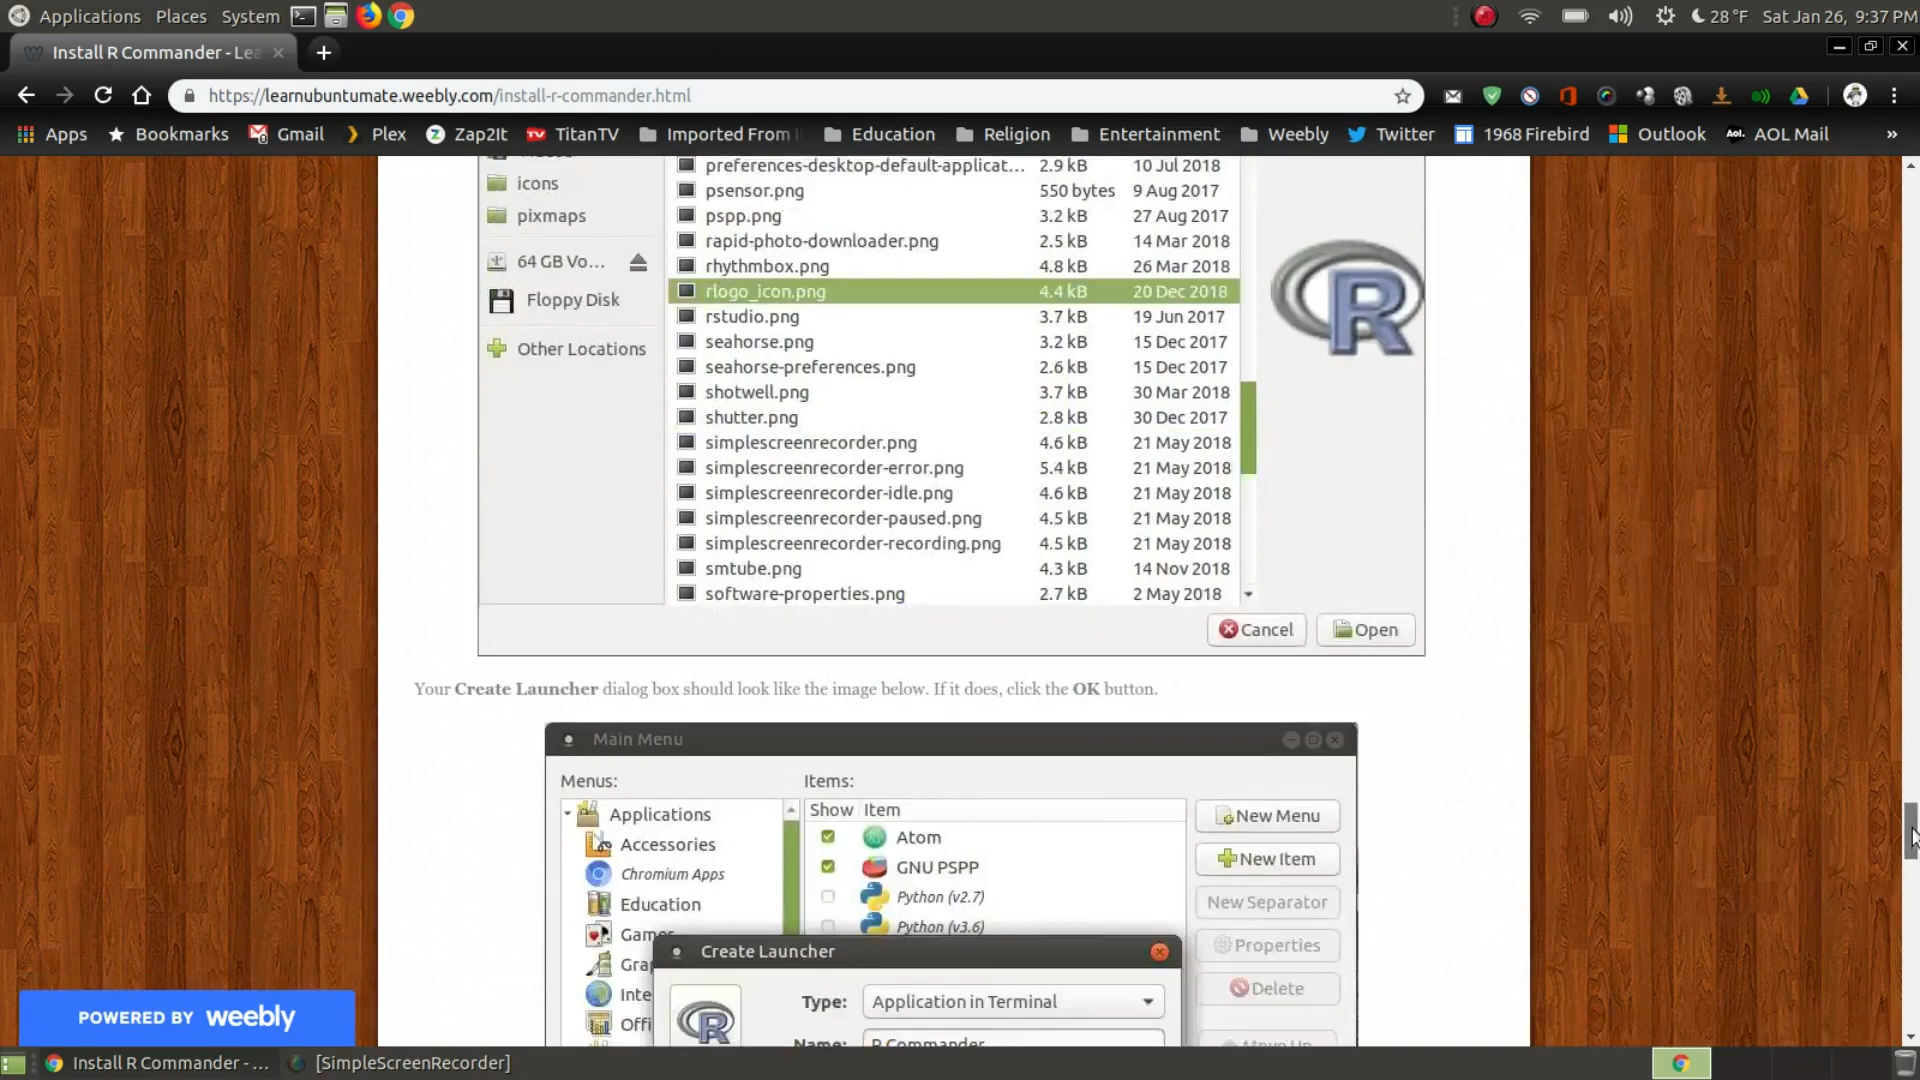 Applications Places System 28 °F Sat Jan 26, 9:37 PM
Install R Commander - Lea
https://learnubuntumate.weebly.com/install-r-commander.html
Apps Bookmarks Gmail Plex Zap2It TitanTV Imported From Education Religion Entertainment Weebly Twitter 1968 Firebird Outlook Aol. AOL Mail »
preferences-desktop-default-applicat... 2.9 kB 10 Jul 2018
icons
psensor.png 550 bytes 9 Aug 2017
pixmaps
pspp.png 3.2 kB 27 Aug 2017
rapid-photo-downloader.png 2.5 kB 14 Mar 2018
64 GB Vo...
rhythmbox.png 4.8 kB 26 Mar 2018
rlogo_icon.png 4.4 kB 20 Dec 2018
R
Floppy Disk
rstudio.png 3.7 kB 19 Jun 2017
Other Locations
seahorse.png 3.2 kB 15 Dec 2017
seahorse-preferences.png 2.6 kB 15 Dec 2017
shotwell.png 3.7 kB 30 Mar 2018
shutter.png 2.8 kB 30 Dec 2017
simplescreenrecorder.png 4.6 kB 21 May 2018
simplescreenrecorder-error.png 5.4 kB 21 May 2018
simplescreenrecorder-idle.png 4.6 kB 21 May 2018
simplescreenrecorder-paused.png 4.5 kB 21 May 2018
simplescreenrecorder-recording.png 4.5 kB 21 May 2018
smtube.png 4.3 kB 14 Nov 2018
software-properties.png 2.7 kB 2 May 2018
Cancel Open
Your Create Launcher dialog box should look like the image below. If it does, click the OK button.
Main Menu
Menus: Items:
Applications Show Item New Menu
Accessories Atom
Chromium Apps GNU PSPP New Item
Education Python (v2.7) New Separator
Games Python (v3.6)
Create Launcher Properties
Gra
Inte Type: Application in Terminal Delete
Offi R
Name: R Commander Move Up
POWERED BY weebly
Install R Commander - ... [SimpleScreenRecorder]